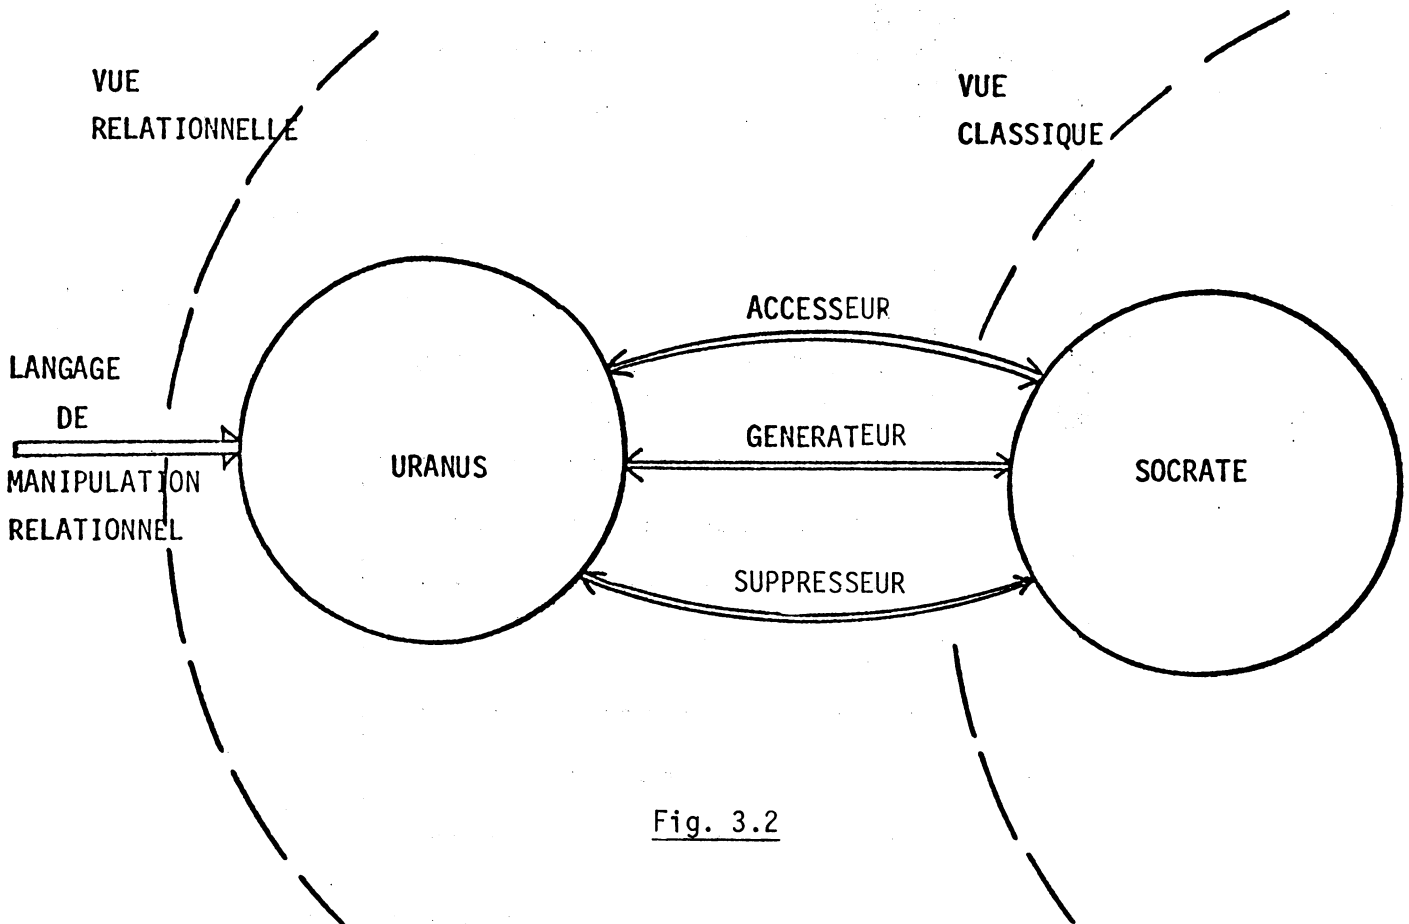 VUE
RELATIONNELLE
VUE
CLASSIQUE
ACCESSEUR
LANGAGE
DE
MANIPULATION
RELATIONNEL
URANUS
GENERATEUR
SOCRATE
SUPPRESSEUR
Fig. 3.2